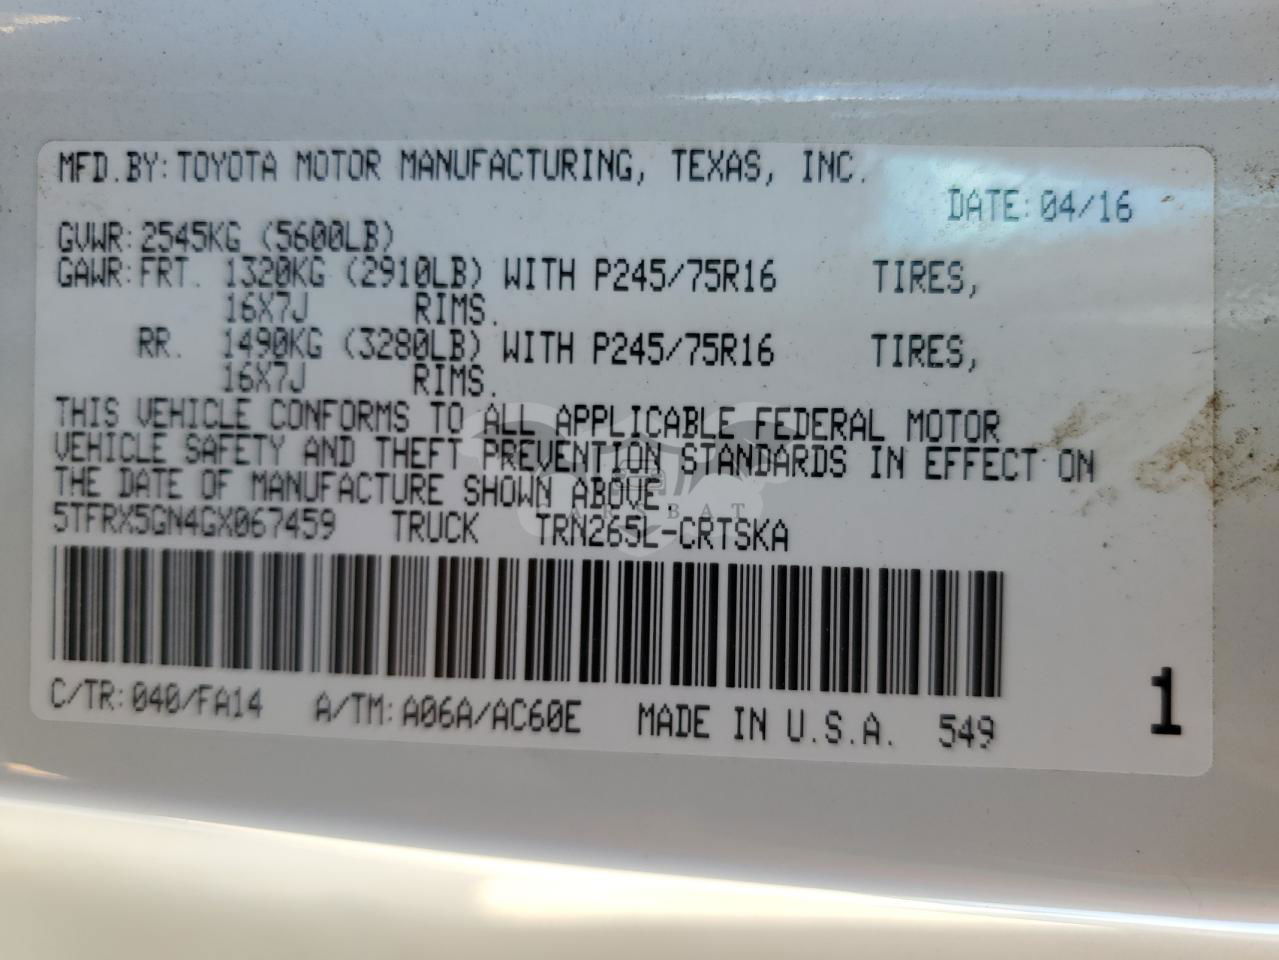 MFD.BY: TOYOTA MOTOR MANUFACTURING, TEXAS, INC.
DATE: 04/16
GVWR: 2545KG (5600LB)
GAWR: FRT. 1320KG (2910LB) WITH P245/75R16 TIRES,
16X7J RIMS.
RR. 1490KG (3280LB) WITH P245/75R16 TIRES,
16X7J RIMS.
THIS VEHICLE CONFORMS TO ALL APPLICABLE FEDERAL MOTOR
VEHICLE SAFETY AND THEFT PREVENTION STANDARDS IN EFFECT ON
THE DATE OF MANUFACTURE SHOWN ABOVE.
CARSBAT
5TFRX5GN4GX067459 TRUCK TRN265L-CRTSKA
C/TR: 040/FA14 A/TM: A06A/AC60E MADE IN U.S.A. 549
1